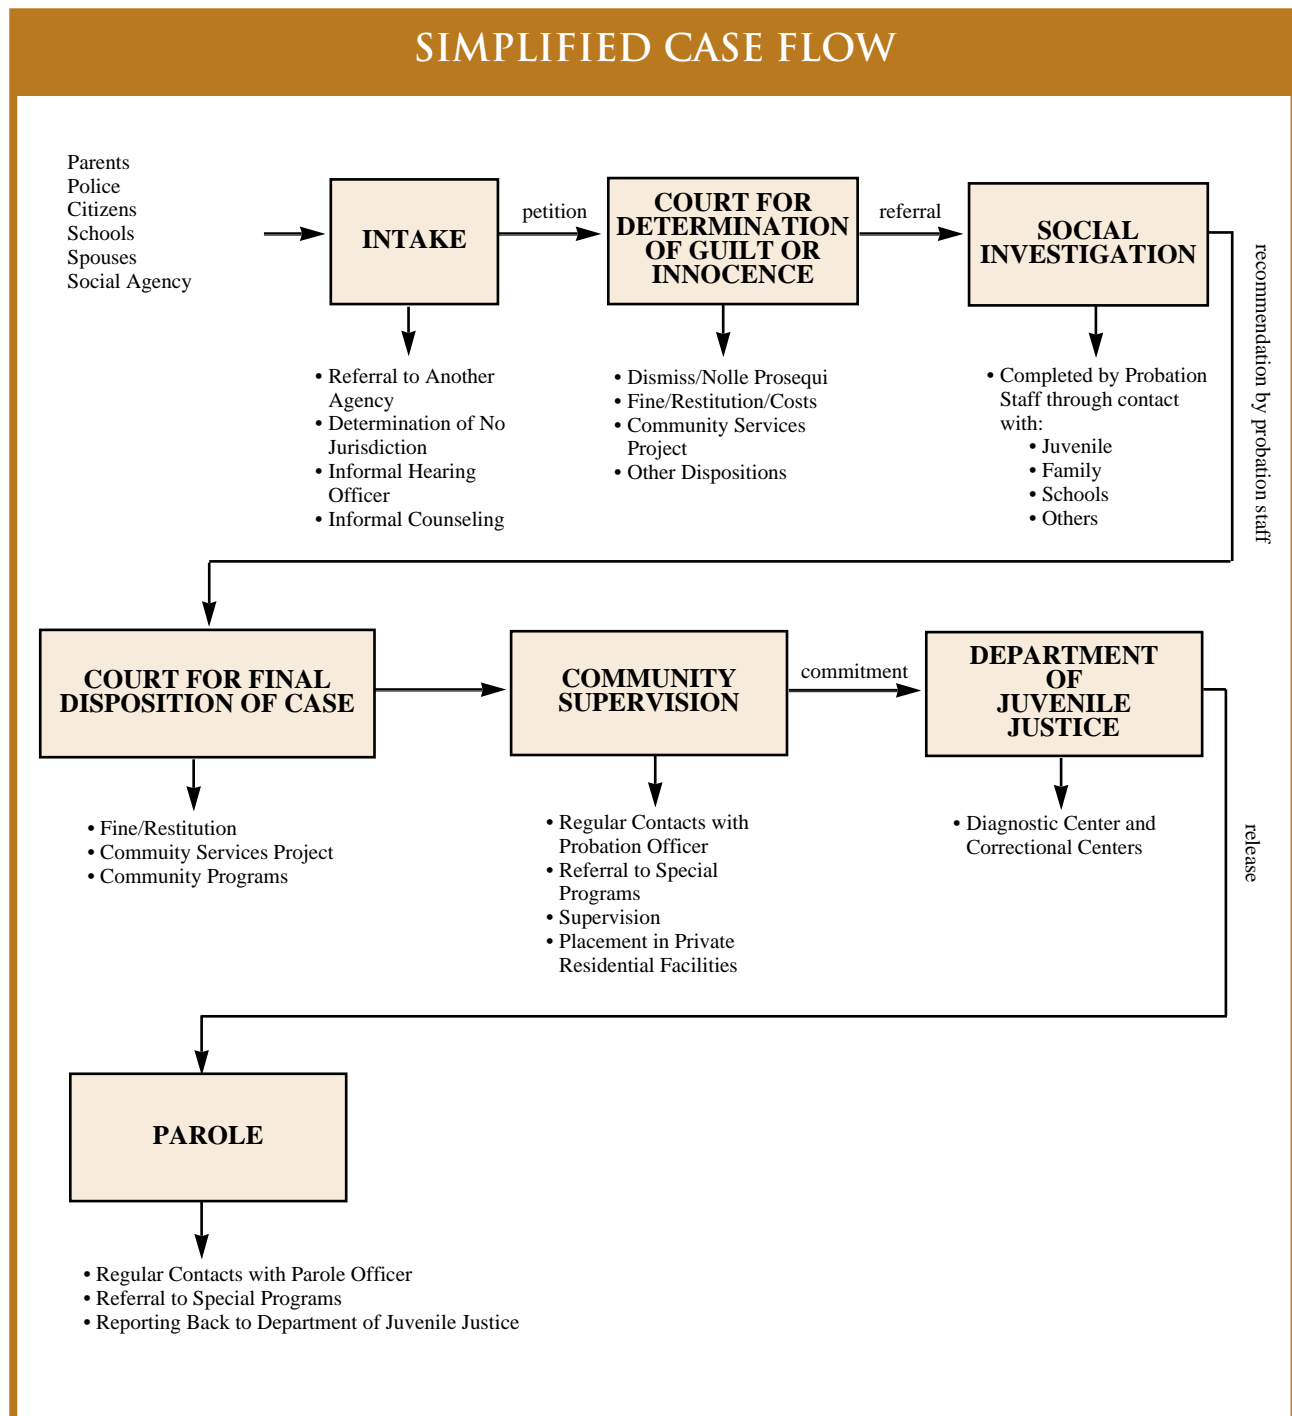 SIMPLIFIED CASE FLOW
Parents
Police
Citizens
Schools
Spouses
Social Agency
INTAKE
petition
COURT FOR
DETERMINATION
OF GUILT OR
INNOCENCE
referral
SOCIAL
INVESTIGATION
recommendation by probation staff
• Referral to Another
Agency
• Determination of No
Jurisdiction
• Informal Hearing
Officer
• Informal Counseling
• Dismiss/Nolle Prosequi
• Fine/Restitution/Costs
• Community Services
Project
• Other Dispositions
• Completed by Probation
Staff through contact
with:
• Juvenile
• Family
• Schools
• Others
COURT FOR FINAL
DISPOSITION OF CASE
COMMUNITY
SUPERVISION
commitment
DEPARTMENT
OF
JUVENILE
JUSTICE
release
• Fine/Restitution
• Commuity Services Project
• Community Programs
• Regular Contacts with
Probation Officer
• Referral to Special
Programs
• Supervision
• Placement in Private
Residential Facilities
• Diagnostic Center and
Correctional Centers
PAROLE
• Regular Contacts with Parole Officer
• Referral to Special Programs
• Reporting Back to Department of Juvenile Justice